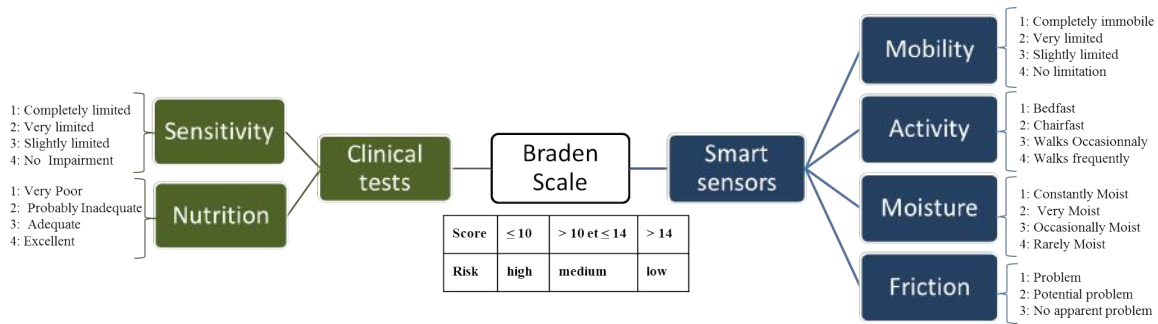 1: Completely limited
2: Very limited
3: Slightly limited
4: No Impairment
Sensitivity
1: Very Poor
2: Probably Inadequate
3: Adequate
4: Excellent
Nutrition
Clinical
tests
Braden
Scale
Score ≤ 10 > 10 et ≤ 14 > 14
Risk high medium low
Smart
sensors
Mobility
1: Completely immobile
2: Very limited
3: Slightly limited
4: No limitation
Activity
1: Bedfast
2: Chairfast
3: Walks Occasionnaly
4: Walks frequently
Moisture
1: Constantly Moist
2: Very Moist
3: Occasionally Moist
4: Rarely Moist
Friction
1: Problem
2: Potential problem
3: No apparent problem